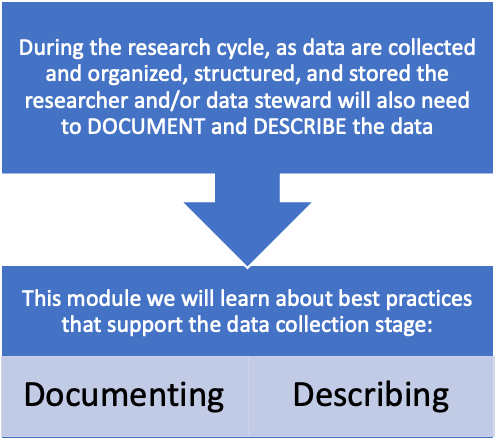 During the research cycle, as data are collected
and organized, structured, and stored the
researcher and/or data steward will also need
to DOCUMENT and DESCRIBE the data
This module we will learn about best practices
that support the data collection stage:
Documenting
Describing